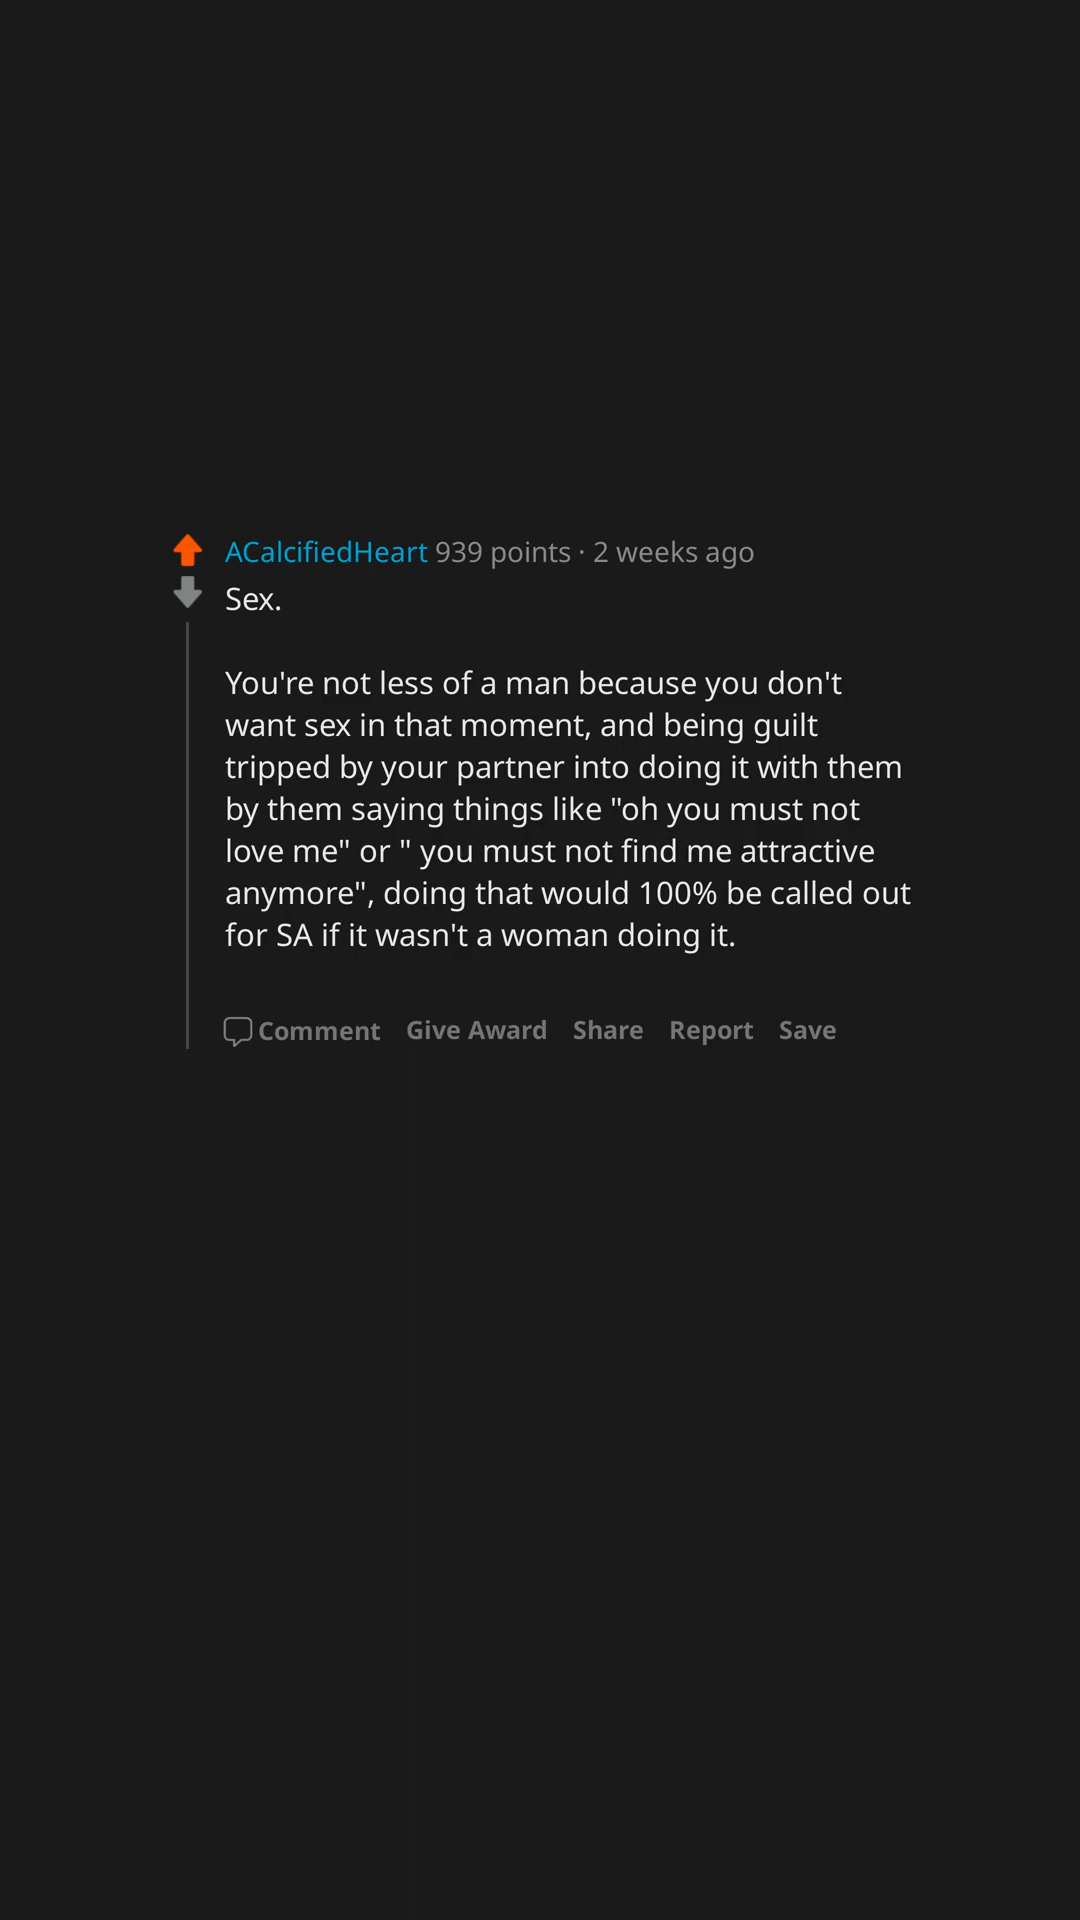 ACalcifiedHeart 939 points · 2 weeks ago
Sex.
You're not less of a man because you don't
want sex in that moment, and being guilt
tripped by your partner into doing it with them
by them saying things like "oh you must not
love me" or " you must not find me attractive
anymore", doing that would 100% be called out
for SA if it wasn't a woman doing it.
Comment Give Award Share Report Save